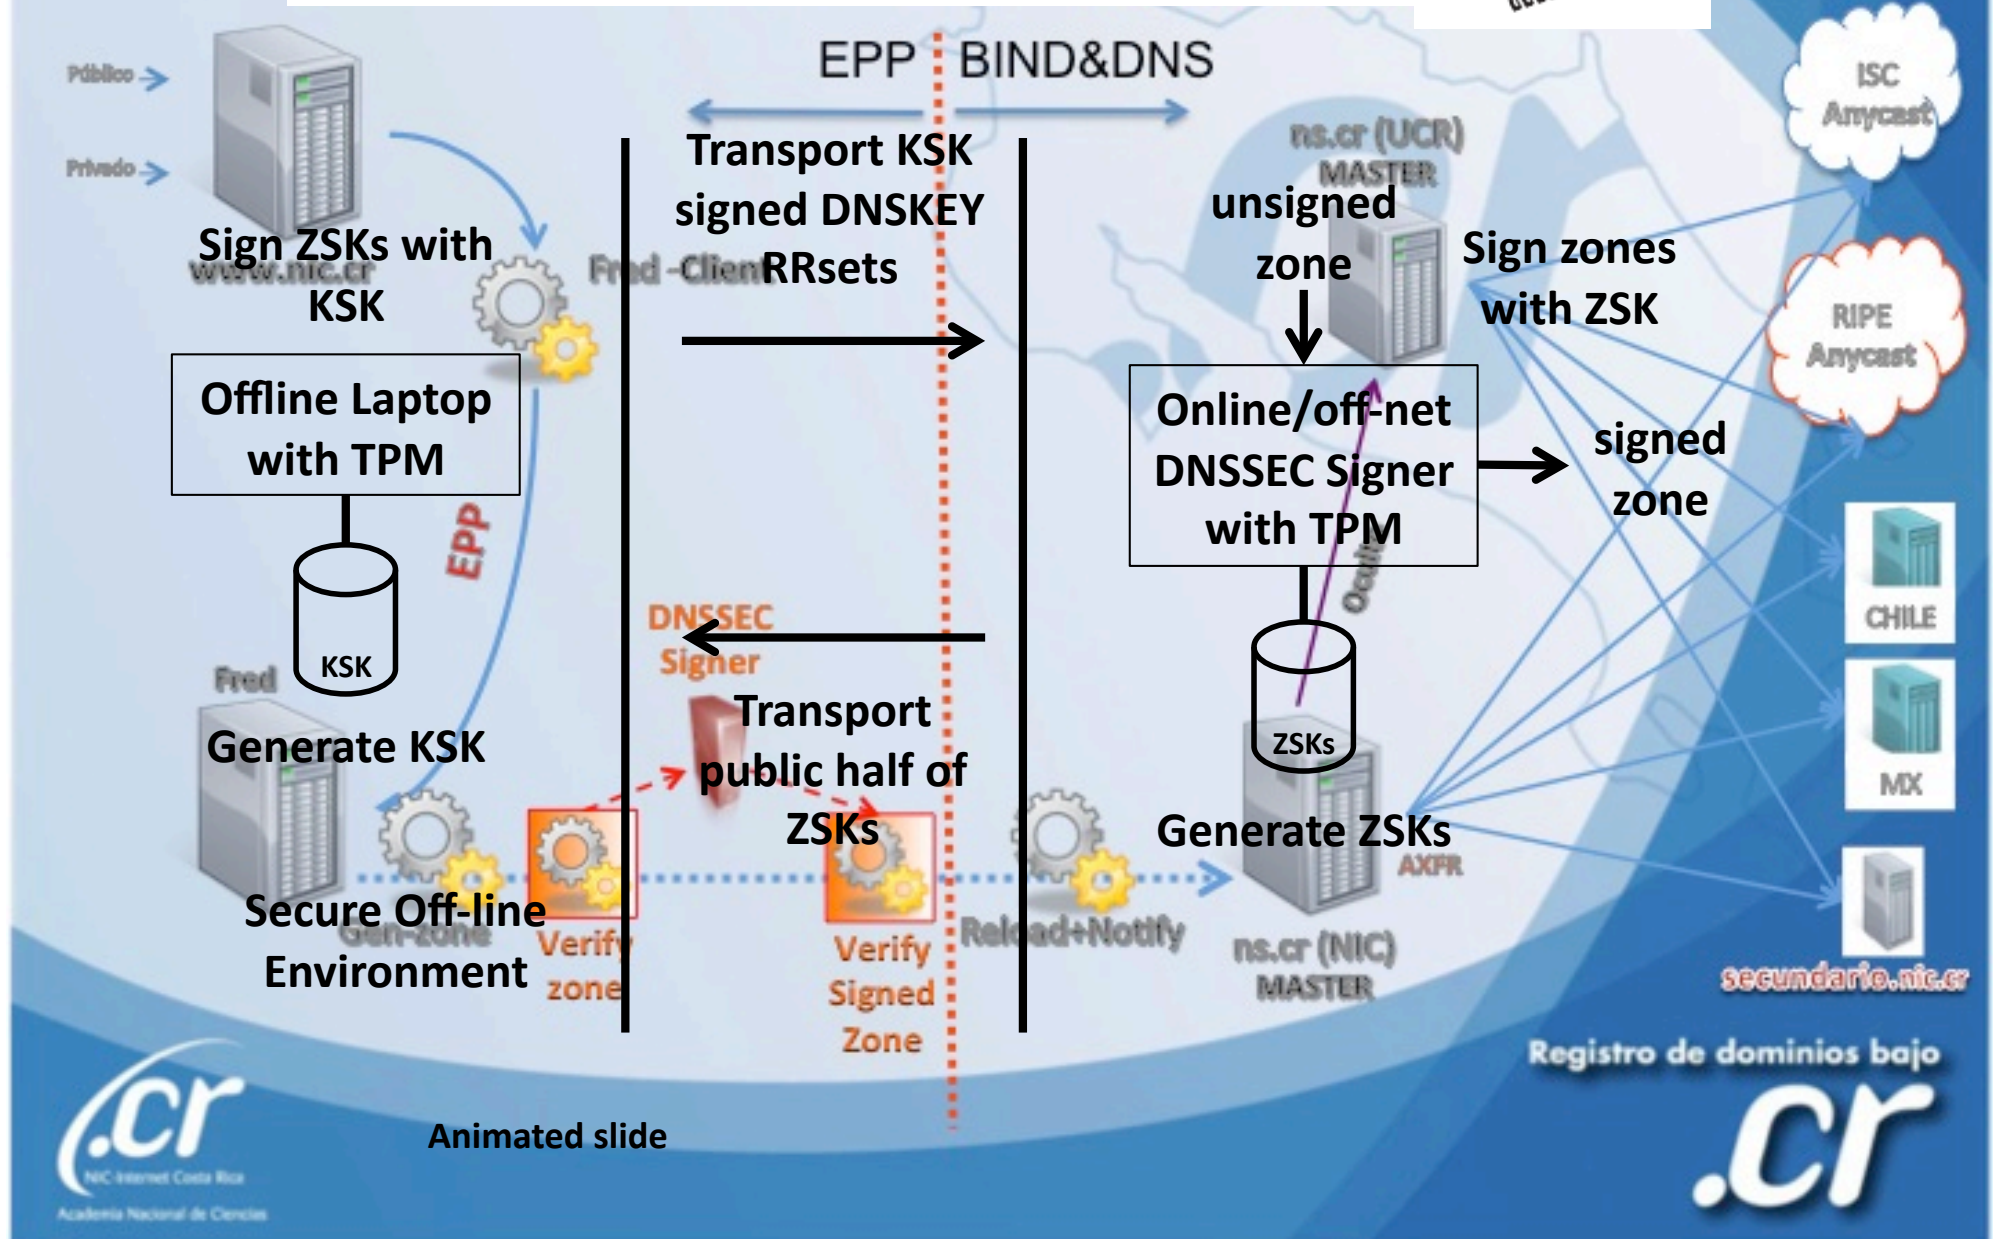 EPP
BIND&DNS
Público
Privado
www.nic.cr
Sign ZSKs with
KSK
Fred -Client
Transport KSK
signed DNSKEY
RRsets
ns.cr (UCR)
MASTER
unsigned
zone
Sign zones
with ZSK
ISC
Anycast
RIPE
Anycast
Offline Laptop
with TPM
Online/off-net
DNSSEC Signer
with TPM
signed
zone
EPP
KSK
Generate KSK
Fred
DNSSEC
Signer
Transport
public half of
ZSKs
ZSKs
Generate ZSKs
AXFR
CHILE
MX
Secure Off-line
Environment
Gen-zone
Verify
zone
Verify
Signed
Zone
Reload+Notify
ns.cr (NIC)
MASTER
secundario.nic.cr
.cr
NIC-Internet Costa Rica
Academia Nacional de Ciencias
Animated slide
Registro de dominios bajo
.cr